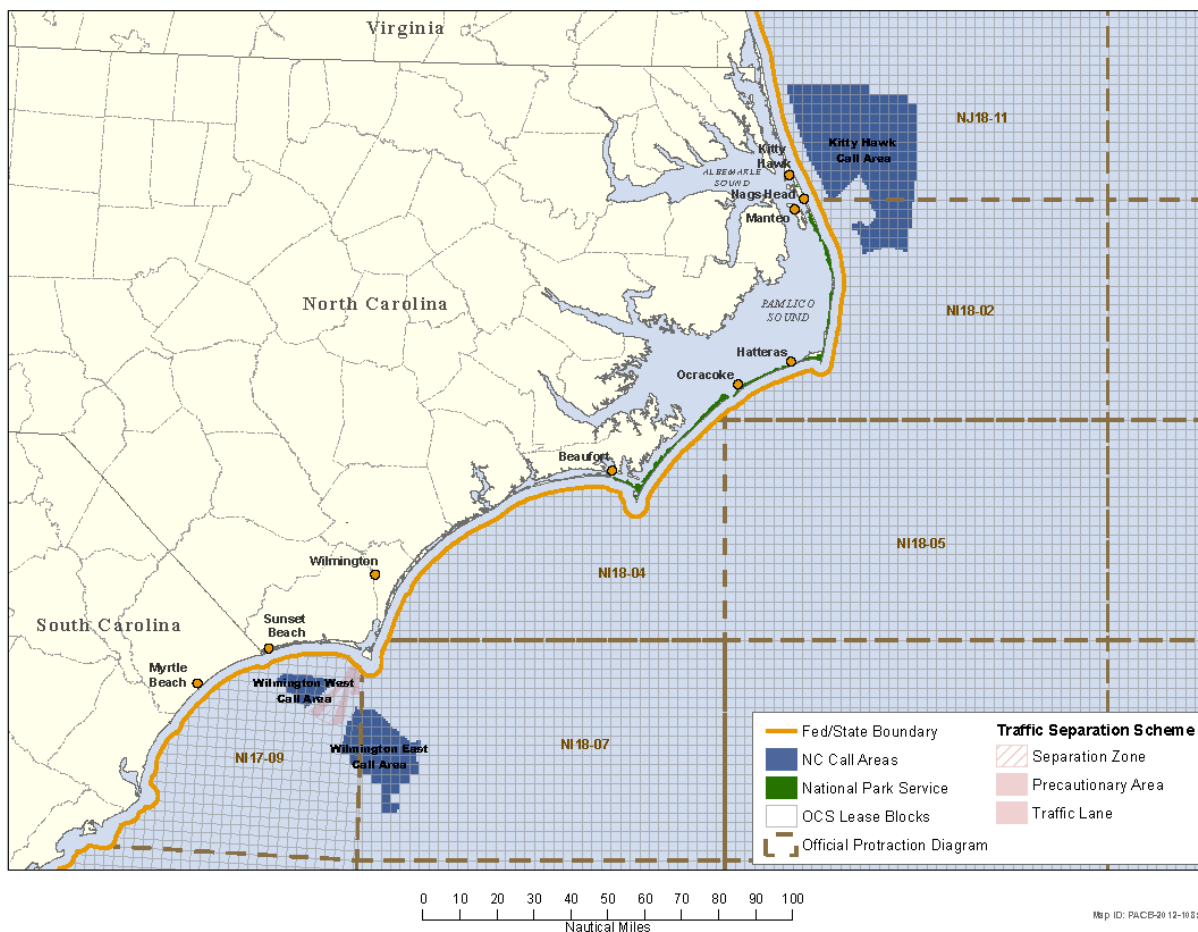 Virginia
NJ18-11
Kitty Hawk
Call Area
Kitty
Hawk
ALBEMARLE
SOUND
Nags Head
Manteo
North Carolina
PAMLICO
SOUND
NI18-02
Hatteras
Ocracoke
Beaufort
NI18-05
Wilmington
NI18-04
Sunset
Beach
South Carolina
Myrtle
Beach
Wilmington West
Call Area
NI17-09
Wilmington East
Call Area
NI18-07
Fed/State Boundary
NC Call Areas
National Park Service
OCS Lease Blocks
Official Protraction Diagram
Traffic Separation Scheme
Separation Zone
Precautionary Area
Traffic Lane
0 10 20 30 40 50 60 70 80 90 100
Nautical Miles